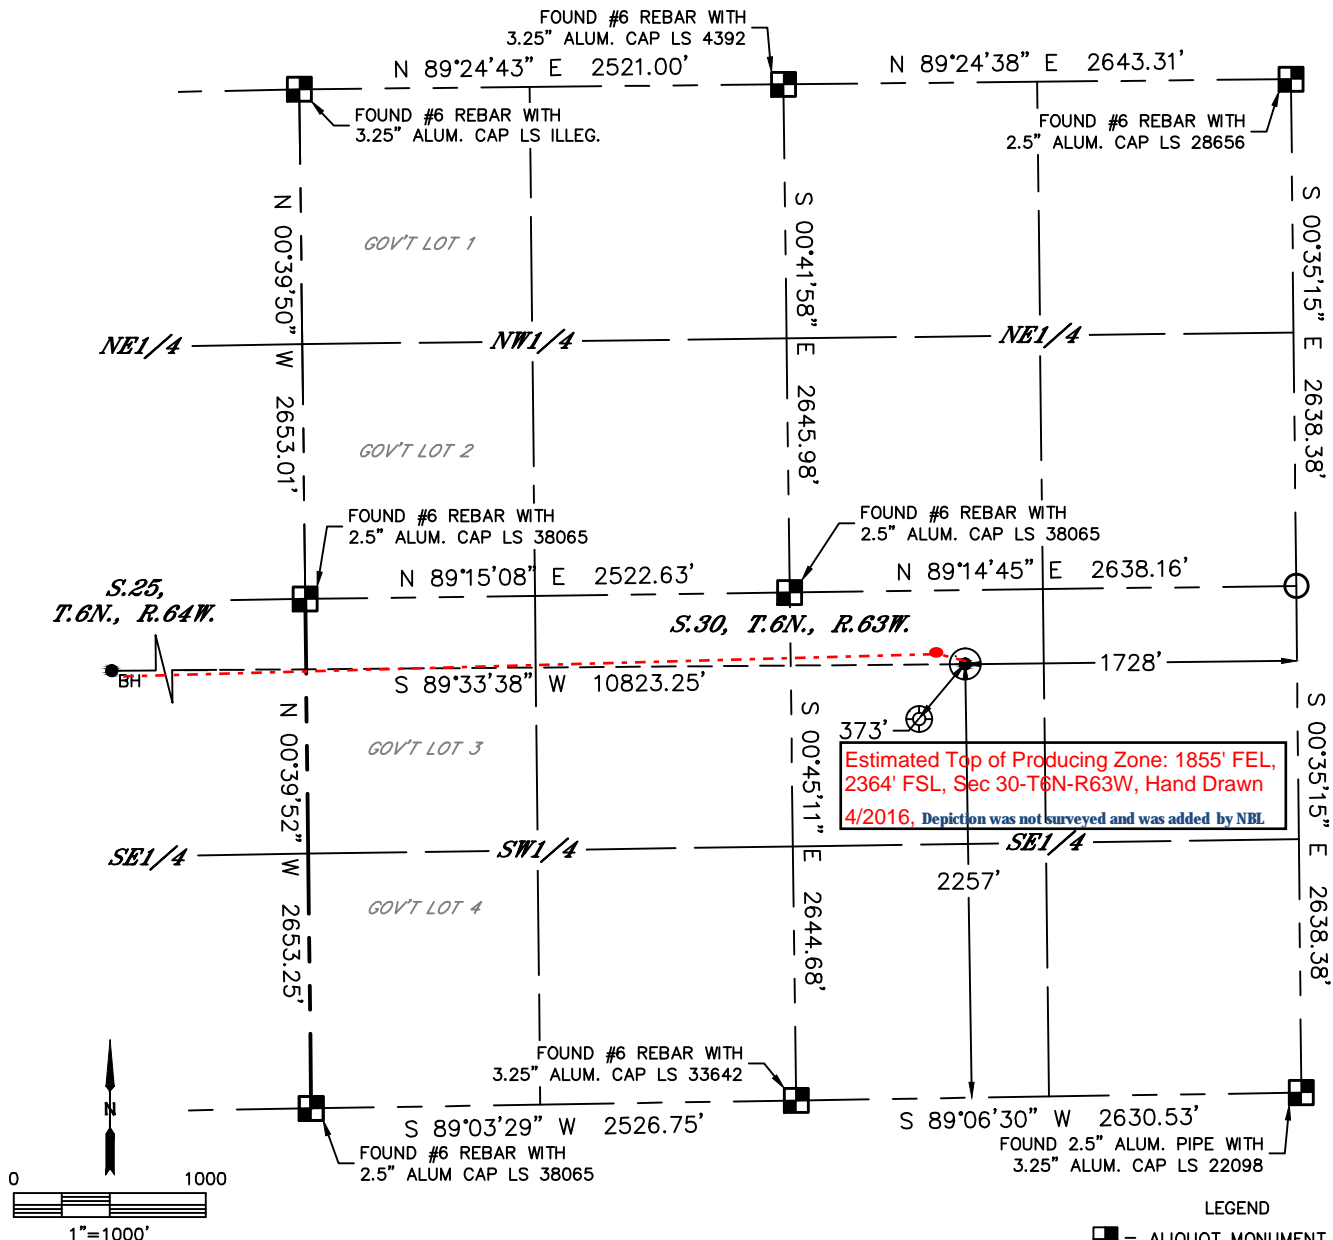 FOUND #6 REBAR WITH
3.25" ALUM. CAP LS 4392
N 89°24'43" E 2521.00'
N 89°24'38" E 2643.31'
FOUND #6 REBAR WITH
3.25" ALUM. CAP LS ILLEG.
FOUND #6 REBAR WITH
2.5" ALUM. CAP LS 28656
N 00°39'50" W 2653.01'
S 00°41'58" E 2645.98'
S 00°35'15" E 2638.38'
GOV'T LOT 1
NE1/4
NW1/4
NE1/4
GOV'T LOT 2
FOUND #6 REBAR WITH
2.5" ALUM. CAP LS 38065
FOUND #6 REBAR WITH
2.5" ALUM. CAP LS 38065
N 89°15'08" E 2522.63'
N 89°14'45" E 2638.16'
S.25,
T.6N., R.64W.
S.30, T.6N., R.63W.
BH
S 89°33'38" W 10823.25'
1728'
373'
N 00°39'52" W 2653.25'
S 00°45'11" E 2644.68'
S 00°35'15" E 2638.38'
GOV'T LOT 3
Estimated Top of Producing Zone: 1855' FEL,
2364' FSL, Sec 30-T6N-R63W, Hand Drawn
4/2016, Depiction was not surveyed and was added by NBL
SE1/4
SW1/4
SE1/4
2257'
GOV'T LOT 4
FOUND #6 REBAR WITH
3.25" ALUM. CAP LS 33642
N
S 89°03'29" W 2526.75'
S 89°06'30" W 2630.53'
FOUND #6 REBAR WITH
2.5" ALUM CAP LS 38065
FOUND 2.5" ALUM. PIPE WITH
3.25" ALUM. CAP LS 22098
0 1000
1"=1000'
LEGEND
= ALIQUOT MONUMENT